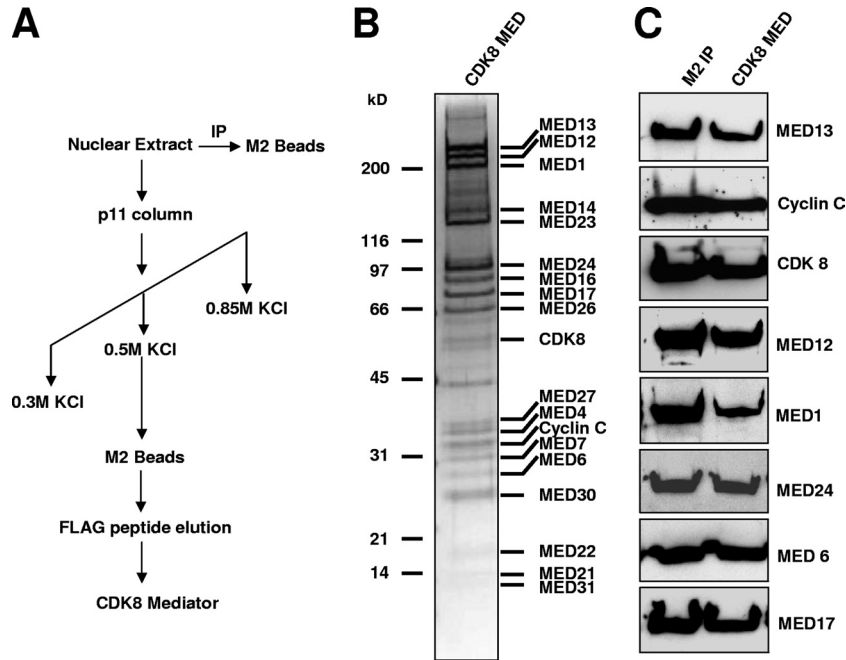 A
Nuclear Extract
IP
M2 Beads
p11 column
0.85M KCl
0.5M KCl
0.3M KCl
M2 Beads
FLAG peptide elution
CDK8 Mediator
B
CDK8 MED
kD
200
116
97
66
45
31
21
14
MED13
MED12
MED1
MED14
MED23
MED24
MED16
MED17
MED26
CDK8
MED27
MED4
Cyclin C
MED7
MED6
MED30
MED22
MED21
MED31
C
M2 IP
CDK8 MED
MED13
Cyclin C
CDK 8
MED12
MED1
MED24
MED 6
MED17